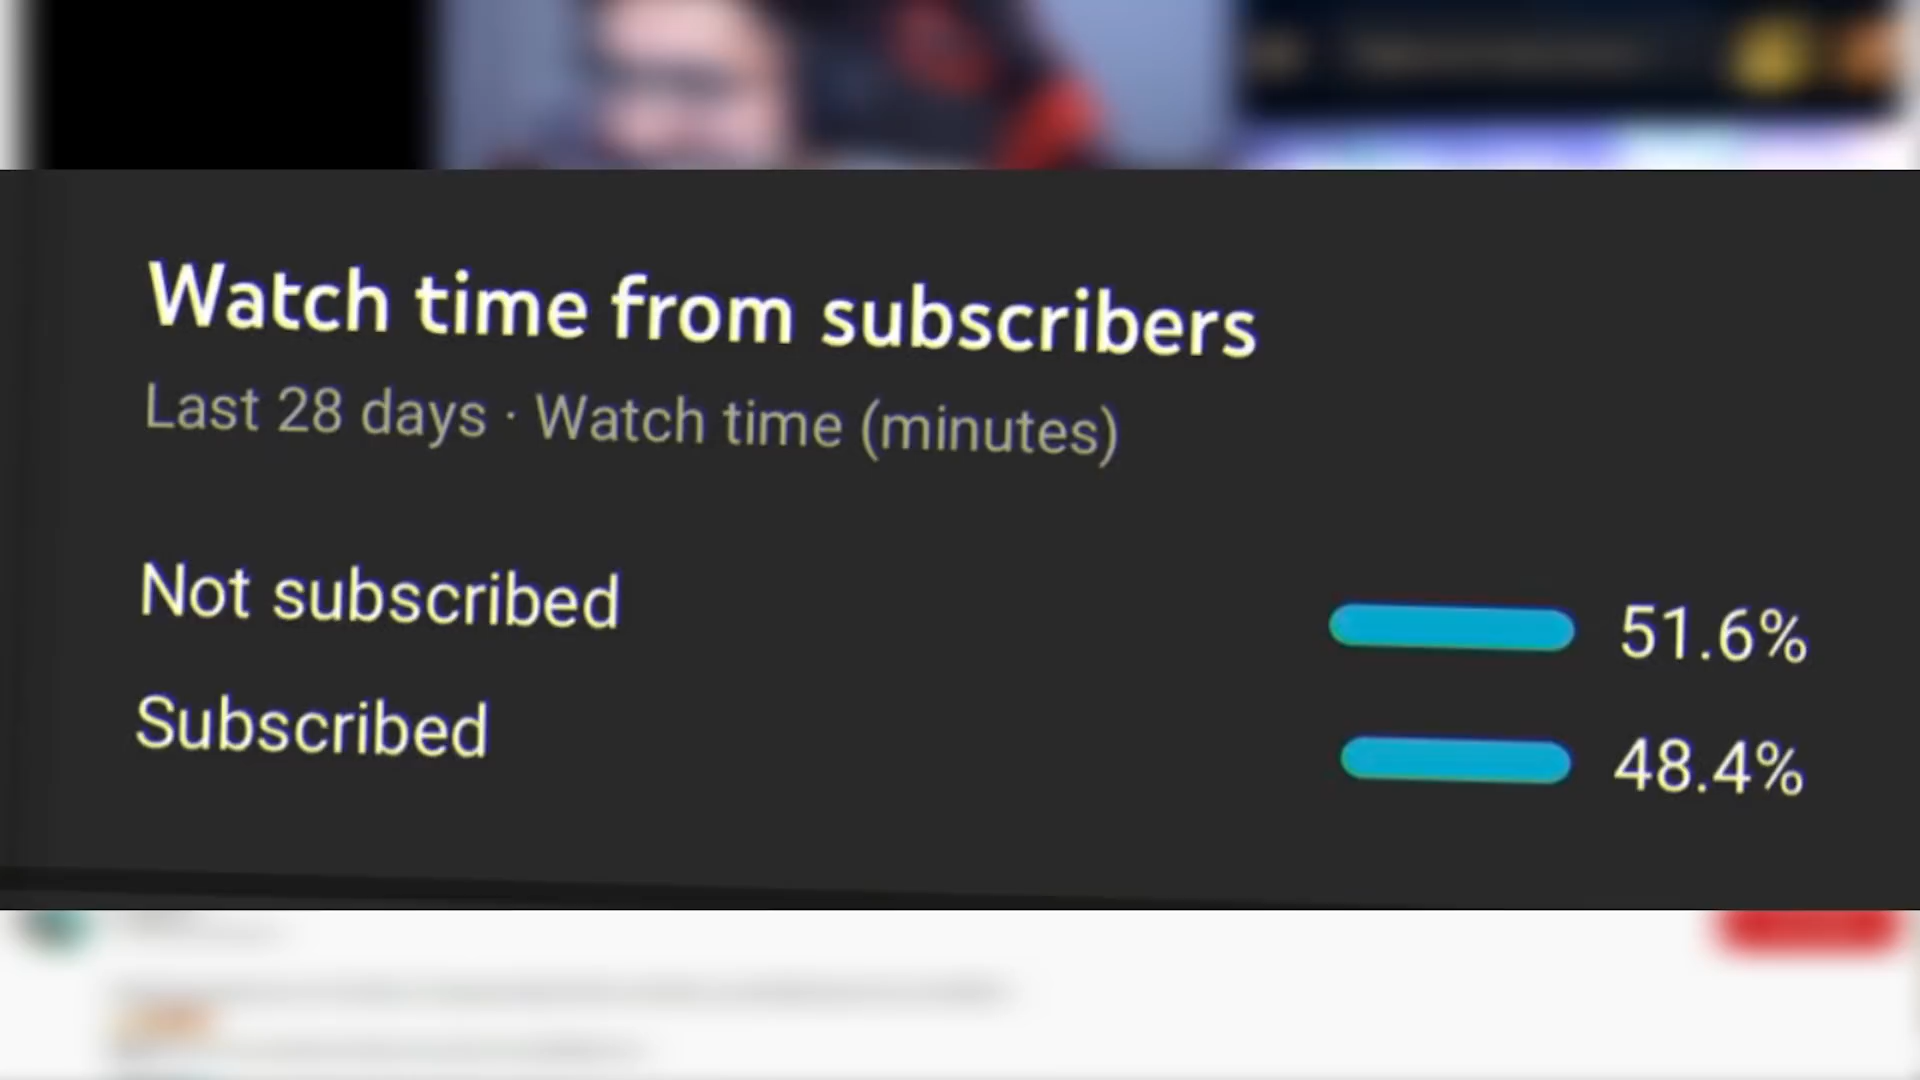 Watch time from subscribers
Last 28 days · Watch time (minutes)
Not subscribed 51.6%
Subscribed 48.4%